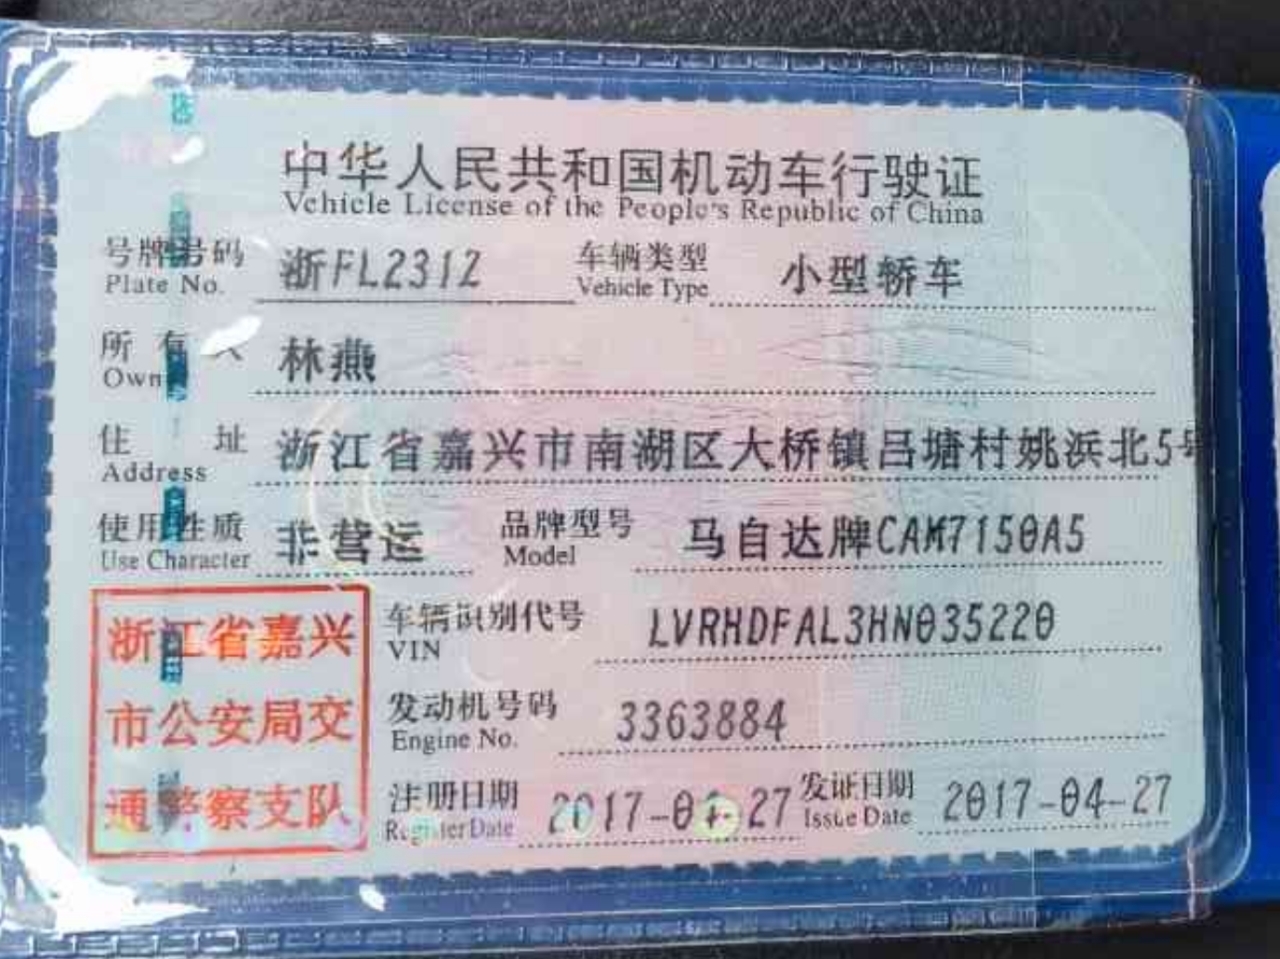 中华人民共和国机动车行驶证
Vehicle License of the People's Republic of China
号牌号码 浙FL2312 车辆类型 小型轿车
Plate No. Vehicle Type
所有人 林燕
Own
住址 浙江省嘉兴市南湖区大桥镇吕塘村姚浜北5号
Address
使用性质 非营运 品牌型号 马自达牌CAM7150A5
Use Character Model
浙江省嘉兴
市公安局交
通警察支队
车辆识别代号 LVRHDFAL3HN035220
VIN
发动机号码 3363884
Engine No.
注册日期 2017-04-27 发证日期 2017-04-27
Register Date Issue Date